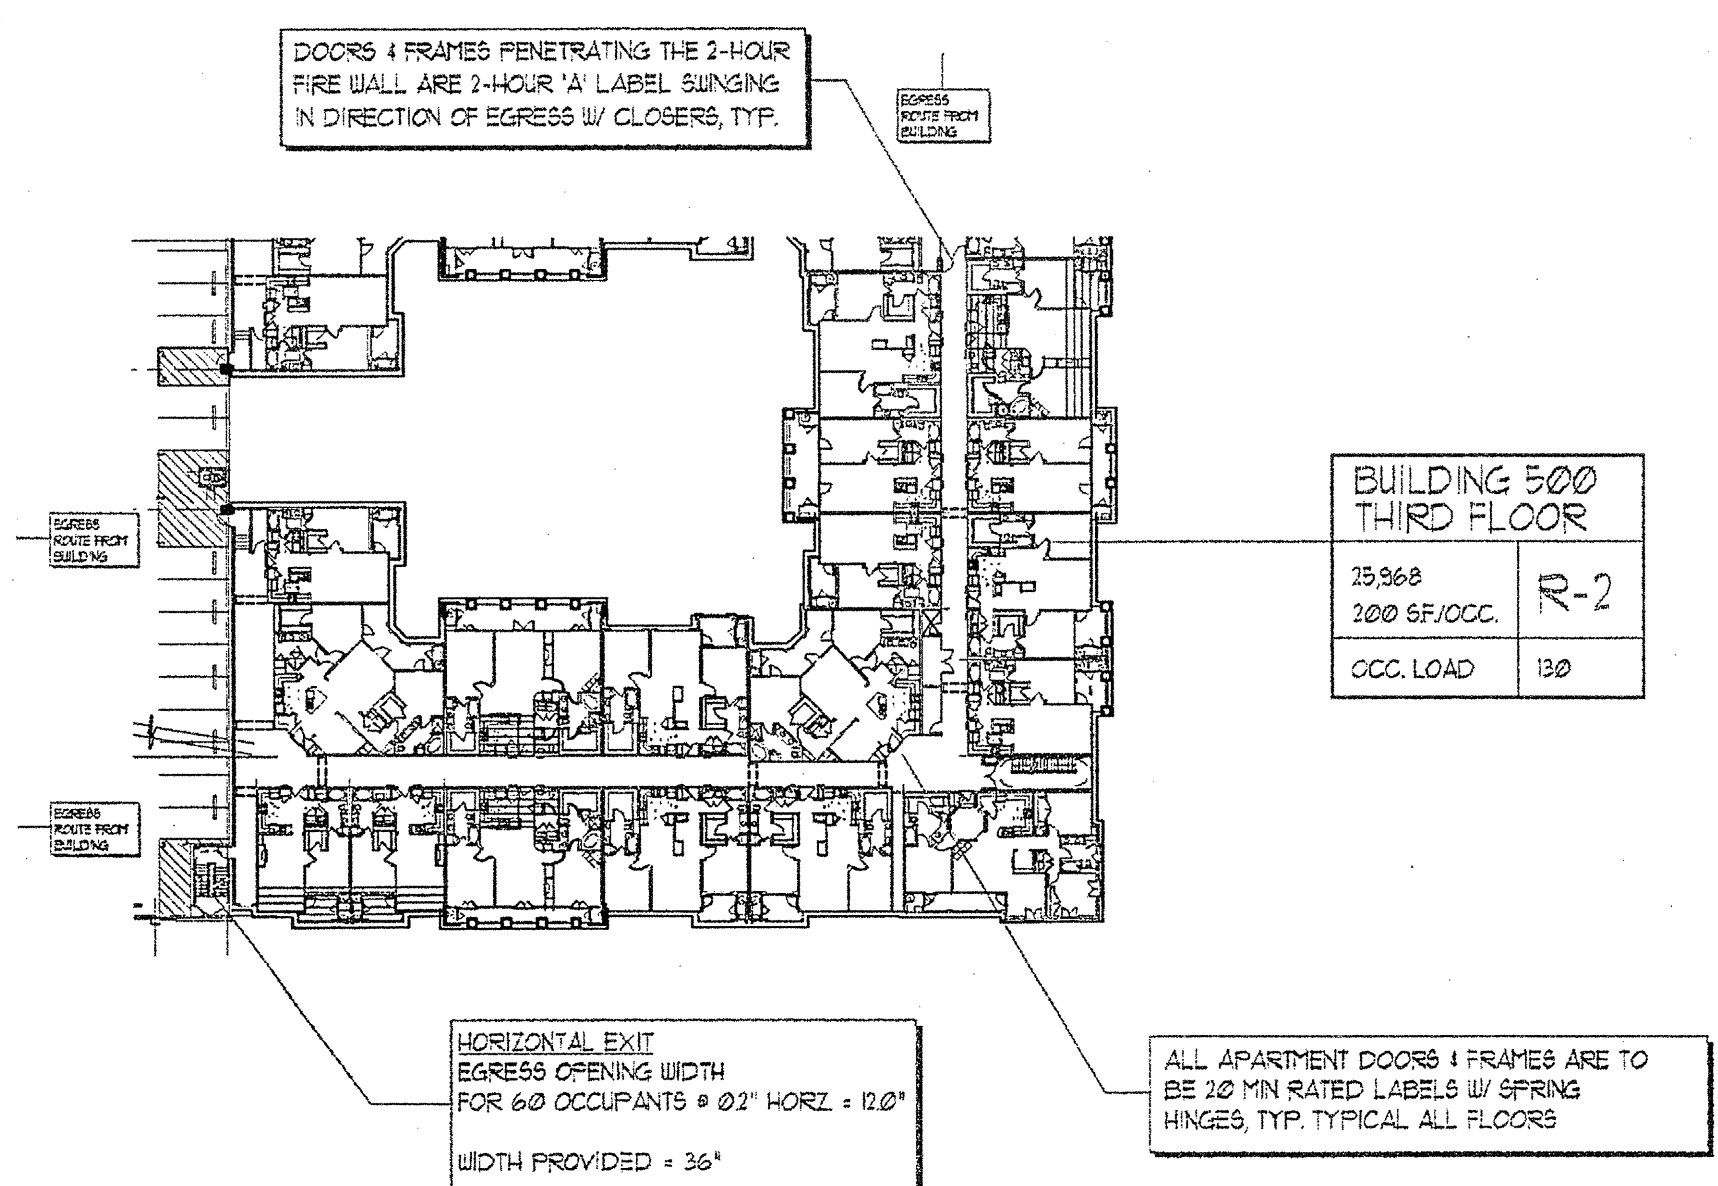 DOORS & FRAMES PENETRATING THE 2-HOUR
FIRE WALL ARE 2-HOUR 'A' LABEL SWINGING
IN DIRECTION OF EGRESS W/ CLOSERS, TYP.
EGRESS
ROUTE FROM
BUILDING
BUILDING 500
THIRD FLOOR
25,968
200 SF./OCC.
R-2
OCC. LOAD
130
EGRESS
ROUTE FROM
BUILDING
EGRESS
ROUTE FROM
BUILDING
HORIZONTAL EXIT
EGRESS OPENING WIDTH
FOR 60 OCCUPANTS @ 0.2" HORZ. = 12.0"
WIDTH PROVIDED = 36"
ALL APARTMENT DOORS & FRAMES ARE TO
BE 20 MIN RATED LABELS W/ SPRING
HINGES, TYP. TYPICAL ALL FLOORS